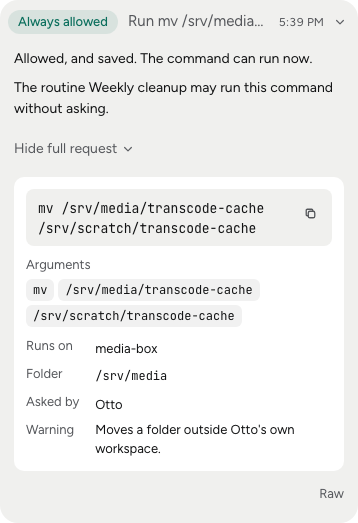 Always allowed Run mv /srv/media... 5:39 PM
Allowed, and saved. The command can run now.
The routine Weekly cleanup may run this command
without asking.
Hide full request
mv /srv/media/transcode-cache
/srv/scratch/transcode-cache
Arguments
mv /srv/media/transcode-cache
/srv/scratch/transcode-cache
Runs on media-box
Folder /srv/media
Asked by Otto
Warning Moves a folder outside Otto's own
workspace.
Raw